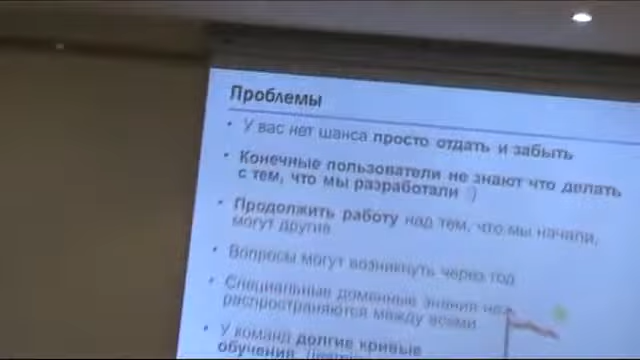 Проблемы
• У вас нет шанса просто отдать и забыть
• Конечные пользователи не знают что делать
с тем, что мы разработали :)
• Продолжить работу над тем, что мы начали,
могут другие
• Вопросы могут возникнуть через год
• Специальные доменные знания не
распространяются между всеми
• У команд долгие кривые
обучения